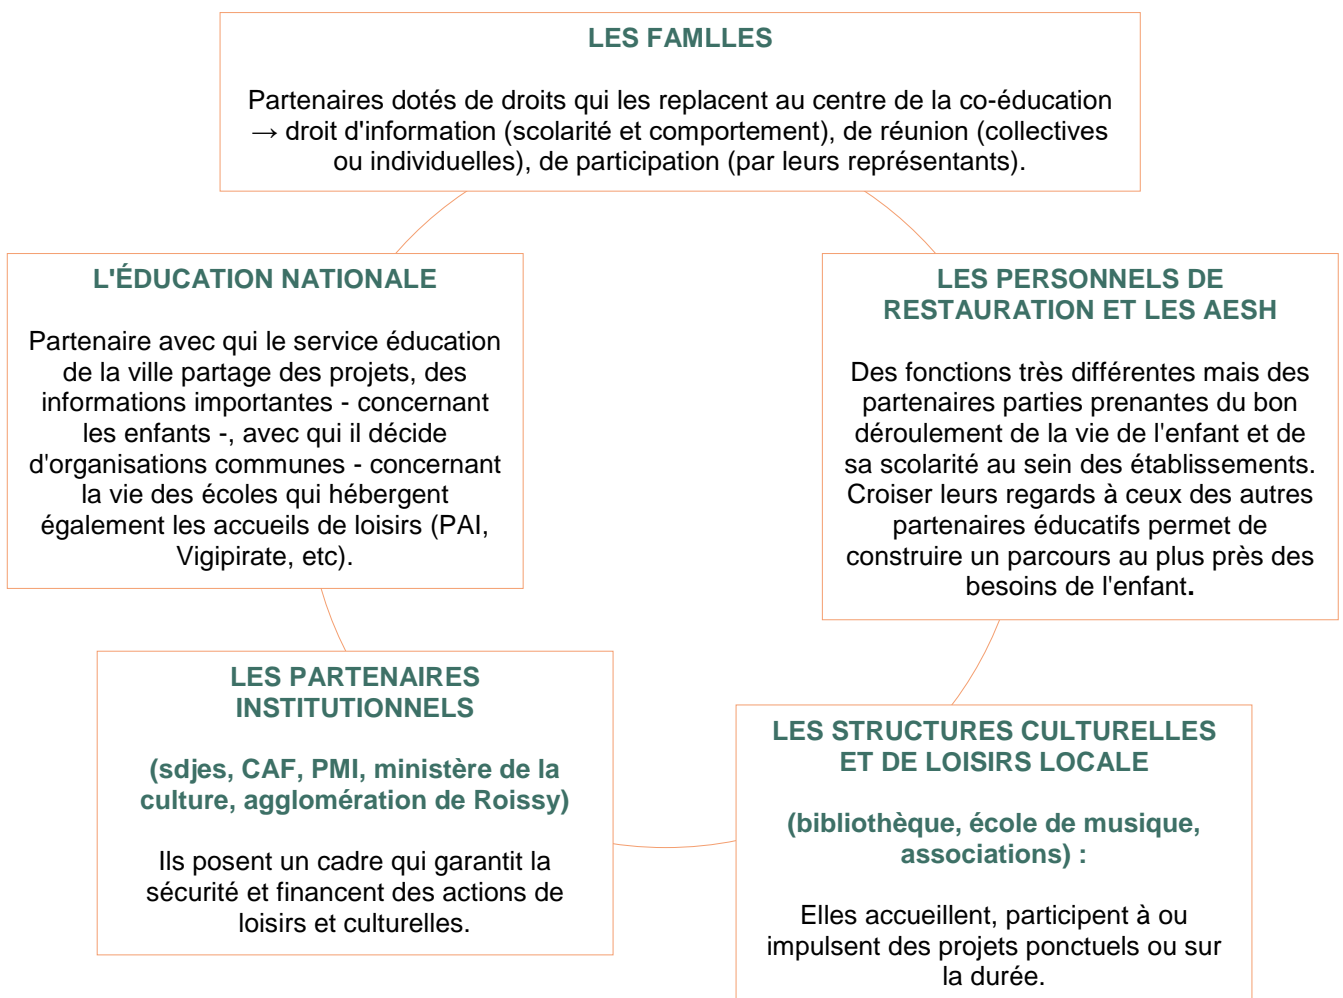 LES FAMLLES
Partenaires dotés de droits qui les replacent au centre de la co-éducation
→ droit d'information (scolarité et comportement), de réunion (collectives
ou individuelles), de participation (par leurs représentants).
L'ÉDUCATION NATIONALE
Partenaire avec qui le service éducation
de la ville partage des projets, des
informations importantes - concernant
les enfants -, avec qui il décide
d'organisations communes - concernant
la vie des écoles qui hébergent
également les accueils de loisirs (PAI,
Vigipirate, etc).
LES PERSONNELS DE
RESTAURATION ET LES AESH
Des fonctions très différentes mais des
partenaires parties prenantes du bon
déroulement de la vie de l'enfant et de
sa scolarité au sein des établissements.
Croiser leurs regards à ceux des autres
partenaires éducatifs permet de
construire un parcours au plus près des
besoins de l'enfant.
LES PARTENAIRES
INSTITUTIONNELS
(sdjes, CAF, PMI, ministère de la
culture, agglomération de Roissy)
Ils posent un cadre qui garantit la
sécurité et financent des actions de
loisirs et culturelles.
LES STRUCTURES CULTURELLES
ET DE LOISIRS LOCALE
(bibliothèque, école de musique,
associations) :
Elles accueillent, participent à ou
impulsent des projets ponctuels ou sur
la durée.